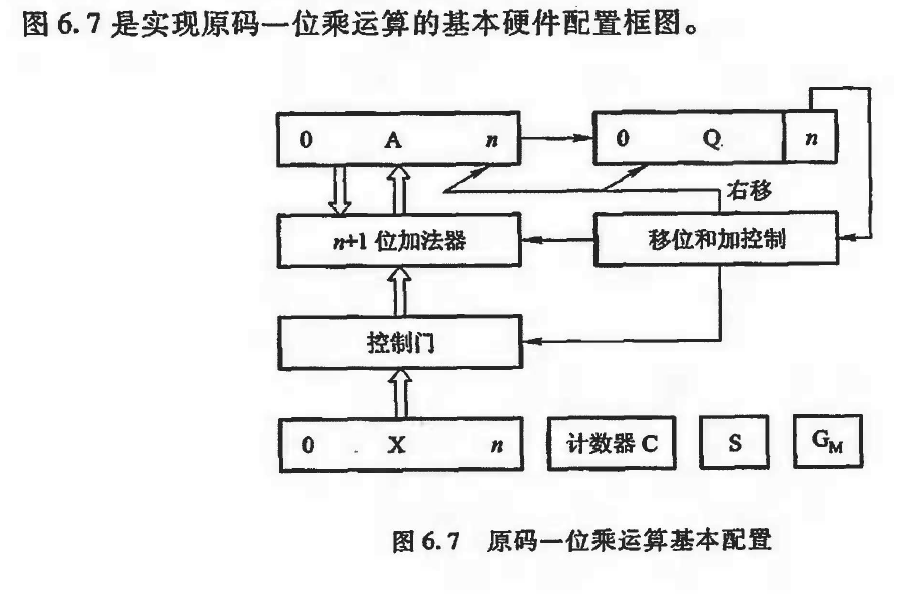 图 6.7 是实现原码一位乘运算的基本硬件配置框图。
0 A n
0 Q n
右移
n+1 位加法器
移位和加控制
控制门
0 X n
计数器 C
S
G_M
图 6.7 原码一位乘运算基本配置